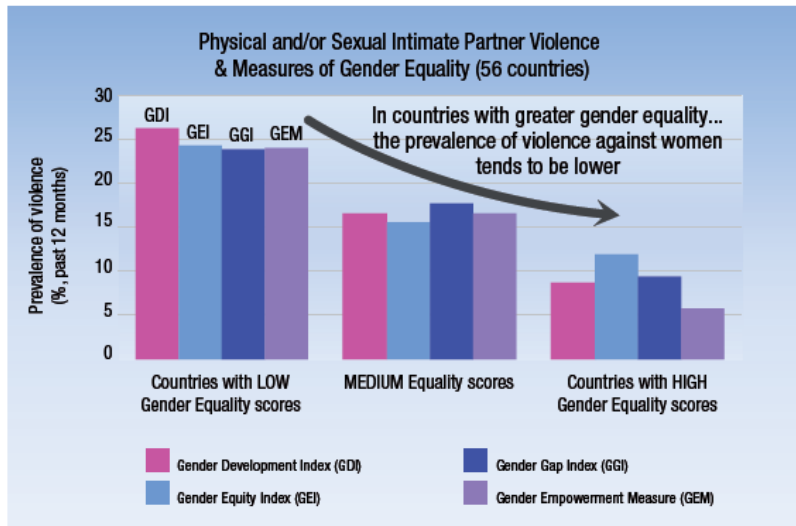 Physical and/or Sexual Intimate Partner Violence
& Measures of Gender Equality (56 countries)
30
25
20
15
10
5
0
Prevalence of violence
(%, past 12 months)
GDI
GEI
GGI
GEM
In countries with greater gender equality...
the prevalence of violence against women
tends to be lower
Countries with LOW
Gender Equality scores
MEDIUM Equality scores
Countries with HIGH
Gender Equality scores
Gender Development Index (GDI)
Gender Equity Index (GEI)
Gender Gap Index (GGI)
Gender Empowerment Measure (GEM)